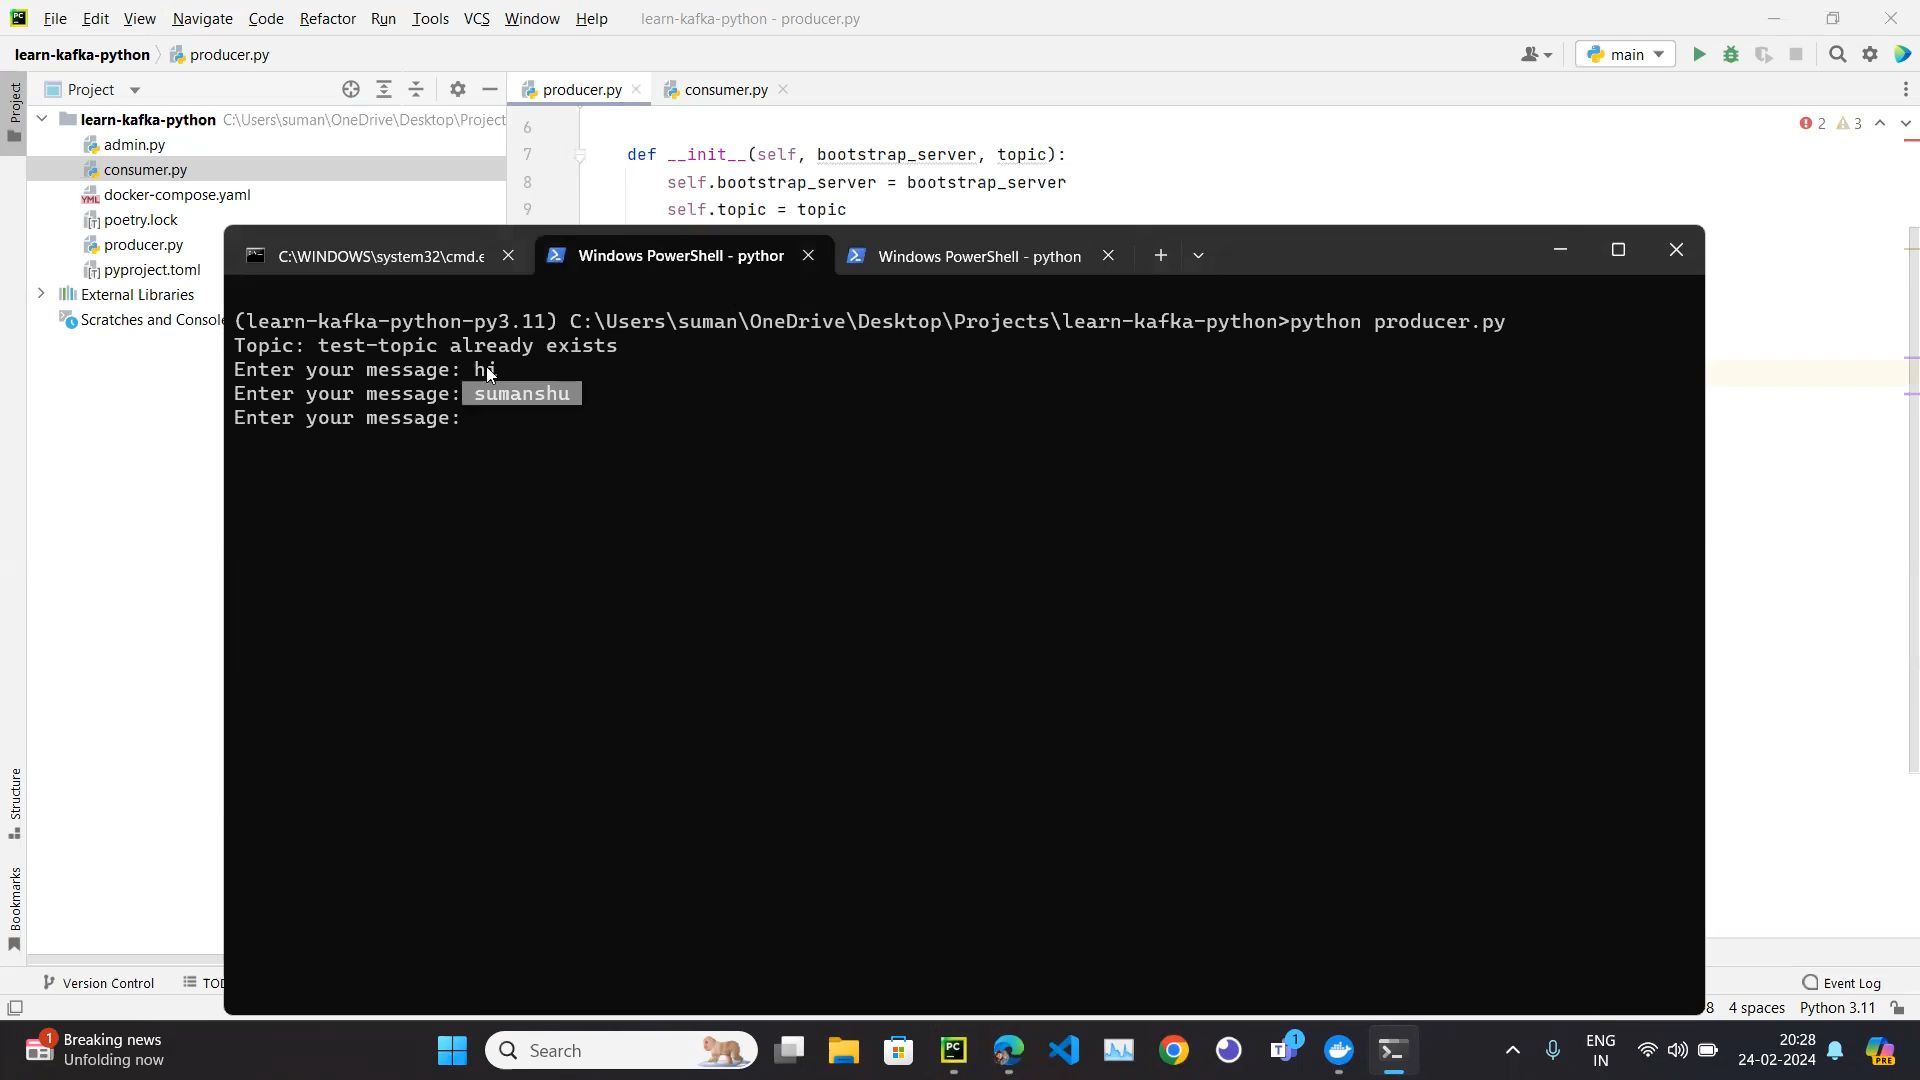 File Edit View Navigate Code Refactor Run Tools VCS Window Help learn-kafka-python - producer.py
learn-kafka-python producer.py main
Project producer.py consumer.py
Project
learn-kafka-python C:\Users\suman\OneDrive\Desktop\Project
admin.py
consumer.py
docker-compose.yaml
poetry.lock
producer.py
pyproject.toml
External Libraries
Scratches and Console
6
7 def __init__(self, bootstrap_server, topic):
8 self.bootstrap_server = bootstrap_server
9 self.topic = topic
2 3
C:\WINDOWS\system32\cmd.e Windows PowerShell - python Windows PowerShell - python
(learn-kafka-python-py3.11) C:\Users\suman\OneDrive\Desktop\Projects\learn-kafka-python>python producer.py
Topic: test-topic already exists
Enter your message: hi
Enter your message: sumanshu
Enter your message:
Structure
Bookmarks
Version Control TOD Event Log
8 4 spaces Python 3.11
1 Breaking news
Unfolding now
Search
1
ENG
IN
20:28
24-02-2024
PRE